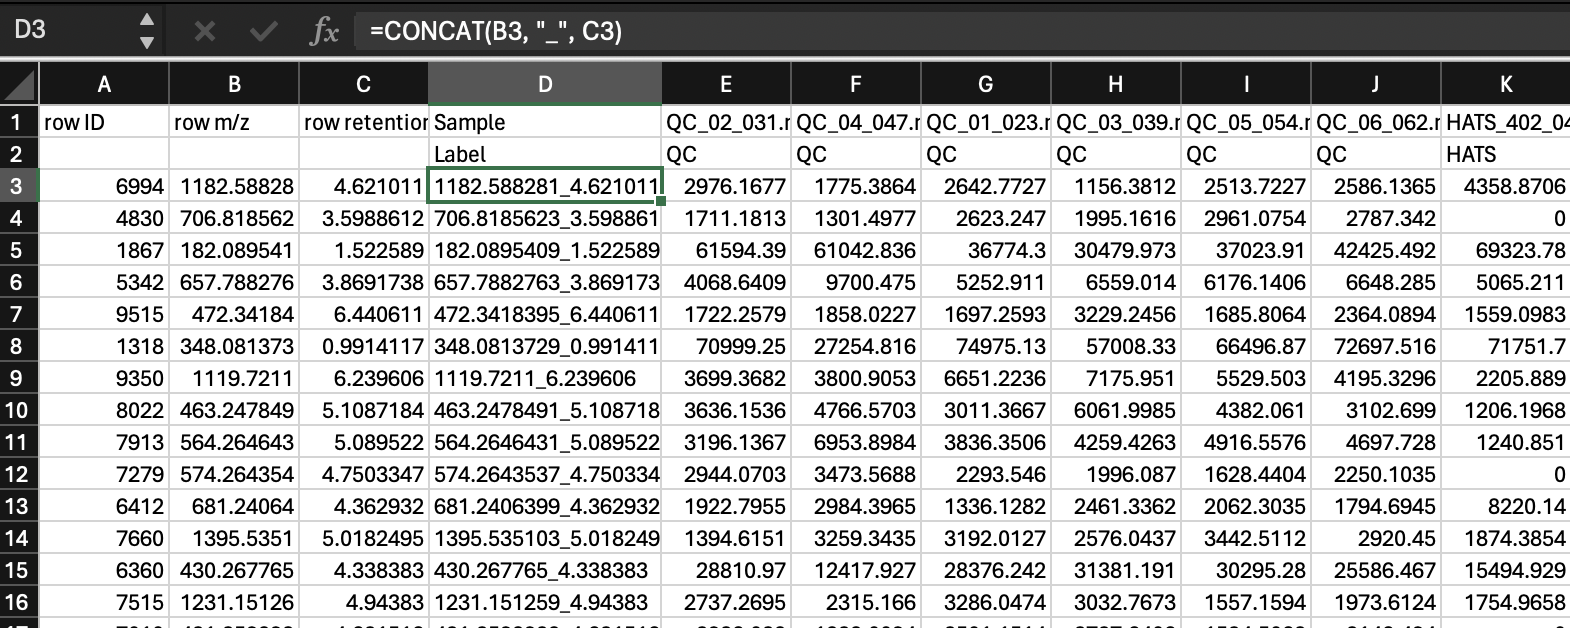 D3 fx =CONCAT(B3, "_", C3)
A B C D E F G H I J K
1 row ID row m/z row retention Sample QC_02_031.r QC_04_047.r QC_01_023.r QC_03_039.r QC_05_054.r QC_06_062.r HATS_402_04
2 Label QC QC QC QC QC QC HATS
3 6994 1182.58828 4.621011 1182.588281_4.621011 2976.1677 1775.3864 2642.7727 1156.3812 2513.7227 2586.1365 4358.8706
4 4830 706.818562 3.5988612 706.8185623_3.598861 1711.1813 1301.4977 2623.247 1995.1616 2961.0754 2787.342 0
5 1867 182.089541 1.522589 182.0895409_1.522589 61594.39 61042.836 36774.3 30479.973 37023.91 42425.492 69323.78
6 5342 657.788276 3.8691738 657.7882763_3.869173 4068.6409 9700.475 5252.911 6559.014 6176.1406 6648.285 5065.211
7 9515 472.34184 6.440611 472.3418395_6.440611 1722.2579 1858.0227 1697.2593 3229.2456 1685.8064 2364.0894 1559.0983
8 1318 348.081373 0.9914117 348.0813729_0.991411 70999.25 27254.816 74975.13 57008.33 66496.87 72697.516 71751.7
9 9350 1119.7211 6.239606 1119.7211_6.239606 3699.3682 3800.9053 6651.2236 7175.951 5529.503 4195.3296 2205.889
10 8022 463.247849 5.1087184 463.2478491_5.108718 3636.1536 4766.5703 3011.3667 6061.9985 4382.061 3102.699 1206.1968
11 7913 564.264643 5.089522 564.2646431_5.089522 3196.1367 6953.8984 3836.3506 4259.4263 4916.5576 4697.728 1240.851
12 7279 574.264354 4.7503347 574.2643537_4.750334 2944.0703 3473.5688 2293.546 1996.087 1628.4404 2250.1035 0
13 6412 681.24064 4.362932 681.2406399_4.362932 1922.7955 2984.3965 1336.1282 2461.3362 2062.3035 1794.6945 8220.14
14 7660 1395.5351 5.0182495 1395.535103_5.018249 1394.6151 3259.3435 3192.0127 2576.0437 3442.5112 2920.45 1874.3854
15 6360 430.267765 4.338383 430.267765_4.338383 28810.97 12417.927 28376.242 31381.191 30295.28 25586.467 15494.929
16 7515 1231.15126 4.94383 1231.151259_4.94383 2737.2695 2315.166 3286.0474 3032.7673 1557.1594 1973.6124 1754.9658